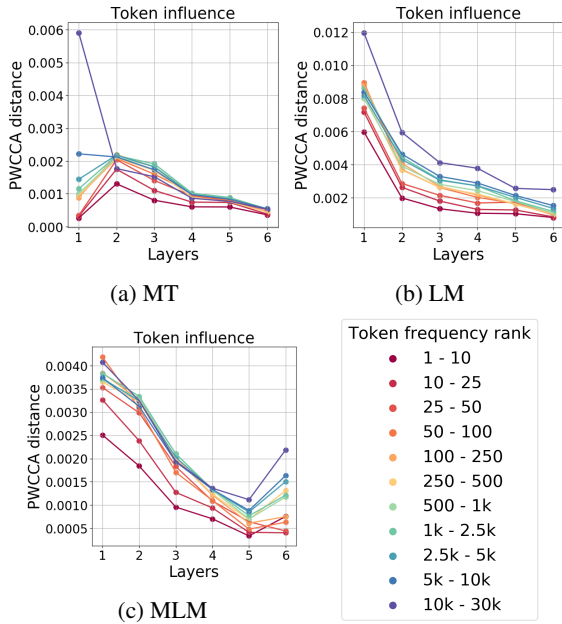 Token influence
0.006
0.005
0.004
0.003
0.002
0.001
0.000
PWCCA distance
1 2 3 4 5 6
Layers
(a) MT
Token influence
0.012
0.010
0.008
0.006
0.004
0.002
PWCCA distance
1 2 3 4 5 6
Layers
(b) LM
Token influence
0.0040
0.0035
0.0030
0.0025
0.0020
0.0015
0.0010
0.0005
PWCCA distance
1 2 3 4 5 6
Layers
(c) MLM
Token frequency rank
1 - 10
10 - 25
25 - 50
50 - 100
100 - 250
250 - 500
500 - 1k
1k - 2.5k
2.5k - 5k
5k - 10k
10k - 30k